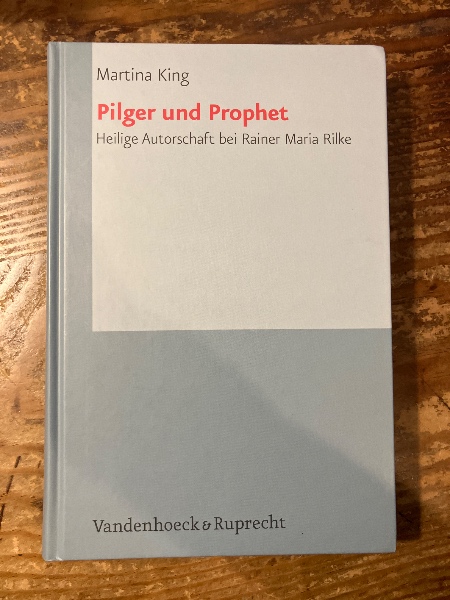 Martina King
Pilger und Prophet
Heilige Autorschaft bei Rainer Maria Rilke
Vandenhoeck & Ruprecht